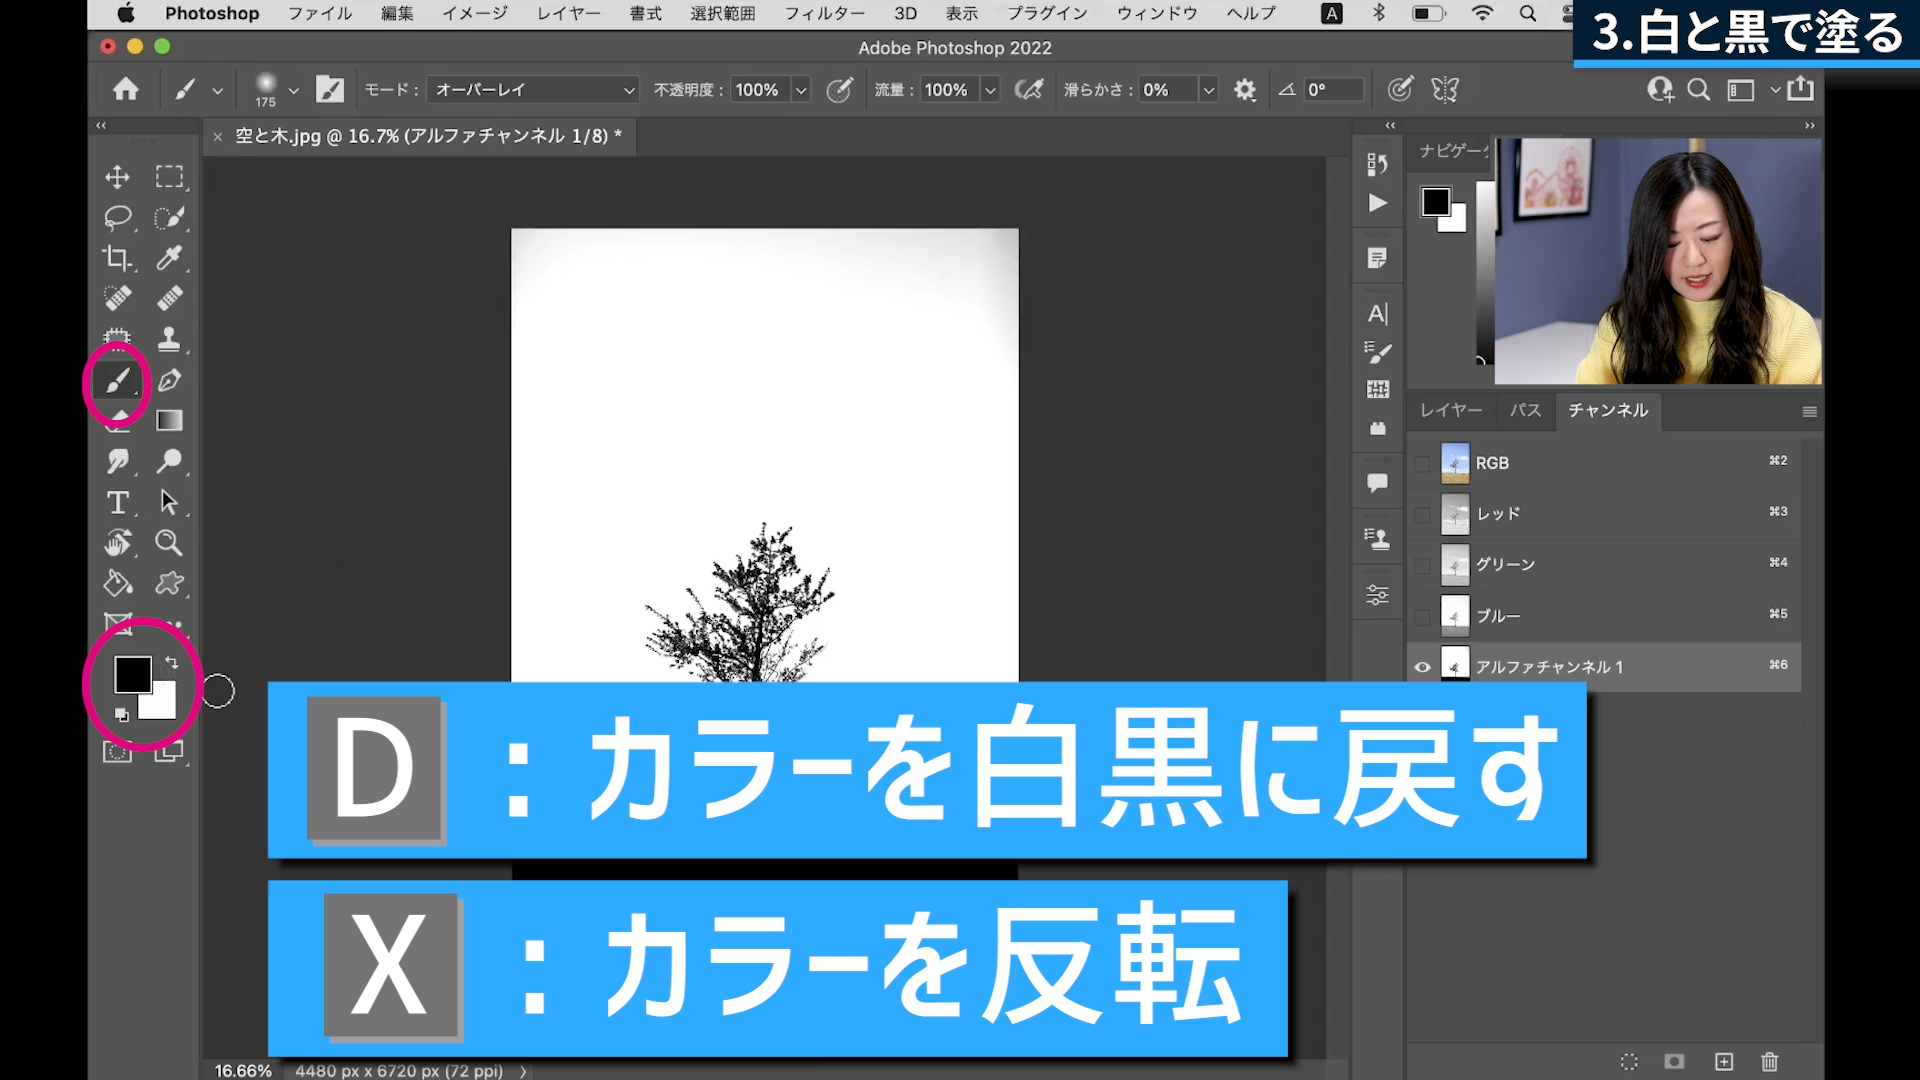 Photoshop ファイル 編集 イメージ レイヤー 書式 選択範囲 フィルター 3D 表示 プラグイン ウィンドウ ヘルプ A
3.白と黒で塗る
Adobe Photoshop 2022
175 モード： オーバーレイ 不透明度： 100% 流量： 100% 滑らかさ： 0% 0°
空と木.jpg @ 16.7% (アルファチャンネル 1/8) *
ナビゲー
レイヤー パス チャンネル
RGB ⌘2
レッド ⌘3
グリーン ⌘4
ブルー ⌘5
アルファチャンネル 1 ⌘6
D ：カラーを白黒に戻す
X ：カラーを反転
16.66% 4480 px x 6720 px (72 ppi)